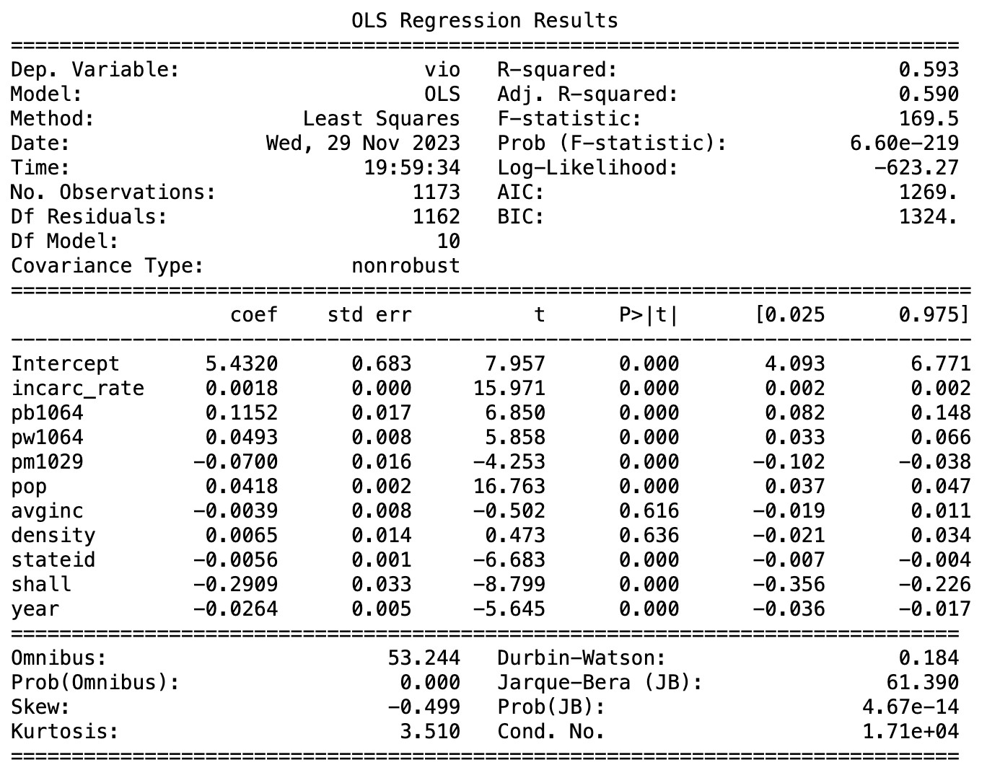 OLS Regression Results
==============================================================================
Dep. Variable:                    vio   R-squared:                       0.593
Model:                            OLS   Adj. R-squared:                  0.590
Method:                 Least Squares   F-statistic:                     169.5
Date:                Wed, 29 Nov 2023   Prob (F-statistic):          6.60e-219
Time:                        19:59:34   Log-Likelihood:                -623.27
No. Observations:                1173   AIC:                             1269.
Df Residuals:                    1162   BIC:                             1324.
Df Model:                          10
Covariance Type:            nonrobust
===============================================================================
                  coef    std err          t      P>|t|      [0.025      0.975]
-------------------------------------------------------------------------------
Intercept       5.4320      0.683      7.957      0.000       4.093       6.771
incarc_rate     0.0018      0.000     15.971      0.000       0.002       0.002
pb1064          0.1152      0.017      6.850      0.000       0.082       0.148
pw1064          0.0493      0.008      5.858      0.000       0.033       0.066
pm1029         -0.0700      0.016     -4.253      0.000      -0.102      -0.038
pop             0.0418      0.002     16.763      0.000       0.037       0.047
avginc         -0.0039      0.008     -0.502      0.616      -0.019       0.011
density         0.0065      0.014      0.473      0.636      -0.021       0.034
stateid        -0.0056      0.001     -6.683      0.000      -0.007      -0.004
shall          -0.2909      0.033     -8.799      0.000      -0.356      -0.226
year           -0.0264      0.005     -5.645      0.000      -0.036      -0.017
==============================================================================
Omnibus:                       53.244   Durbin-Watson:                   0.184
Prob(Omnibus):                  0.000   Jarque-Bera (JB):               61.390
Skew:                          -0.499   Prob(JB):                     4.67e-14
Kurtosis:                       3.510   Cond. No.                     1.71e+04
==============================================================================